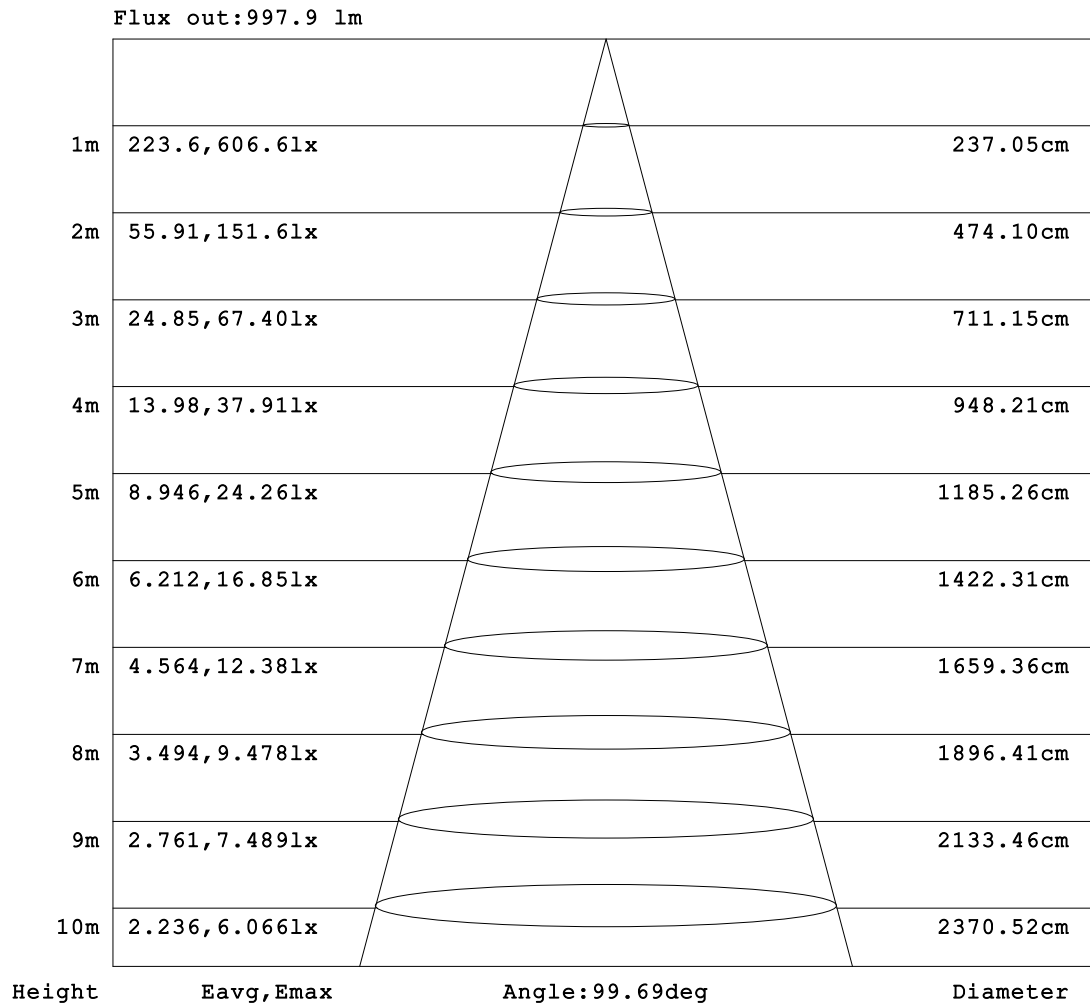 Flux out:997.9 lm
1m 223.6,606.6lx 237.05cm
2m 55.91,151.6lx 474.10cm
3m 24.85,67.40lx 711.15cm
4m 13.98,37.91lx 948.21cm
5m 8.946,24.26lx 1185.26cm
6m 6.212,16.85lx 1422.31cm
7m 4.564,12.38lx 1659.36cm
8m 3.494,9.478lx 1896.41cm
9m 2.761,7.489lx 2133.46cm
10m 2.236,6.066lx 2370.52cm
Height Eavg,Emax Angle:99.69deg Diameter